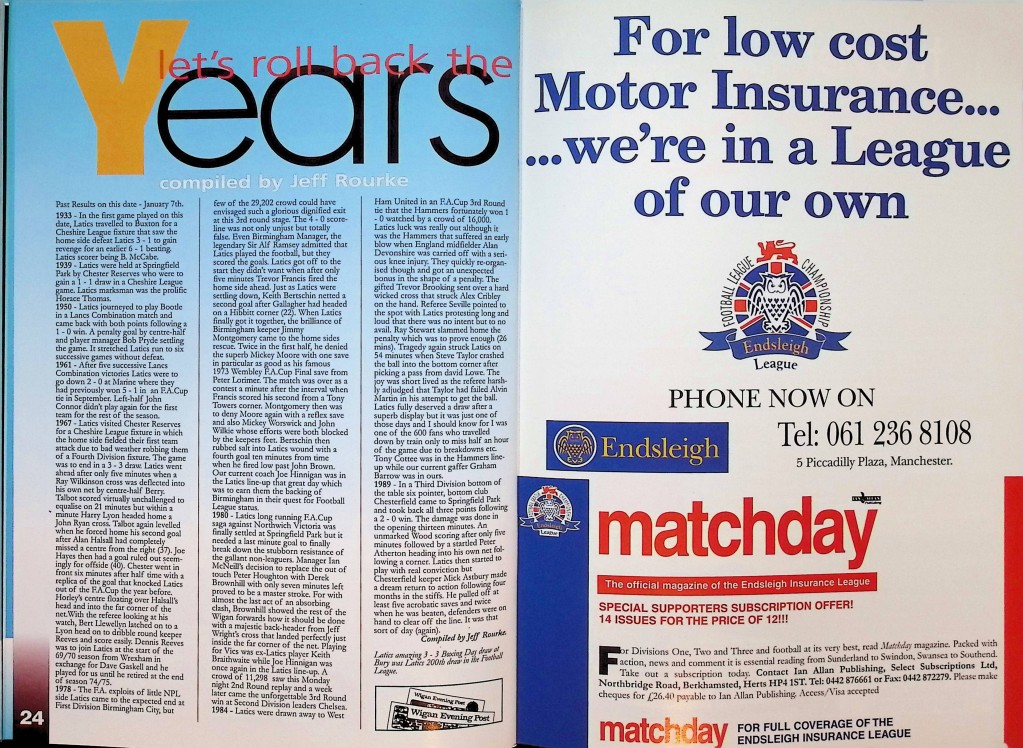 let's roll back the
Years
compiled by Jeff Rourke
Past Results on this date - January 7th.
1933 - In the first game played on this
date, Latics travelled to Buxton for a
Cheshire League fixture that saw the
home side defeat Latics 3 - 1 to gain
revenge for an earlier 6 - 1 beating.
Latics scorer being B. McCabe.
1939 - Latics were held at Springfield
Park by Chester Reserves who were to
gain a 1 - 1 draw in a Cheshire League
game. Latics marksman was the prolific
Horace Thomas.
1950 - Latics journeyed to play Bootle
in a Lancs Combination match and
came back with both points following a
1 - 0 win. A penalty goal by centre-half
and player manager Bob Pryde settling
the game. It stretched Latics run to six
successive games without defeat.
1961 - After five successive Lancs
Combination victories Latics were to
go down 2 - 0 at Marine where they
had previously won 5 - 1 in an F.A.Cup
tie in September. Left-half John
Connor didn't play again for the first
team for the rest of the season.
1967 - Latics visited Chester Reserves
for a Cheshire League fixture in which
the home side fielded their first team
attack due to bad weather robbing them
of a Fourth Division fixture. The game
was to end in a 3 - 3 draw. Latics went
ahead after only five minutes when a
Ray Wilkinson cross was deflected into
his own net by centre-half Berry.
Talbot scored virtually unchallenged to
equalise on 21 minutes but within a
minute Harry Lyon headed home a
John Ryan cross. Talbot again levelled
when he forced home his second goal
after Alan Halsall had completely
missed a centre from the right (37). Joe
Hayes then had a goal ruled out seem-
ingly for offside (40). Chester went in
front six minutes after half time with a
replica of the goal that knocked Latics
out of the F.A.Cup the year before.
Horley's centre floating over Halsall's
head and into the far corner of the
net.With the referee looking at his
watch, Bert Llewellyn latched on to a
Lyon head on to dribble round keeper
Reeves and score easily. Dennis Reeves
was to join Latics at the start of the
69/70 season from Wrexham in
exchange for Dave Gaskell and he
played for us until he retired at the end
of season 74/75.
1978 - The F.A. exploits of little NPL
side Latics came to the expected end at
First Division Birmingham City, but
24
few of the 29,202 crowd could have
envisaged such a glorious dignified exit
at this 3rd round stage. The 4 - 0 score-
line was not only unjust but totally
false. Even Birmingham Manager, the
legendary Sir Alf Ramsey admitted that
Latics played the football, but they
scored the goals. Latics got off to the
start they didn't want when after only
five minutes Trevor Francis fired the
home side ahead. Just as Latics were
settling down, Keith Bertschin netted a
second goal after Gallagher had headed
on a Hibbitt corner (22). When Latics
finally got it together, the brilliance of
Birmingham keeper Jimmy
Montgomery came to the home sides
rescue. Twice in the first half, he denied
the superb Mickey Moore with one save
in particular as good as his famous
1973 Wembley F.A.Cup Final save from
Peter Lorimer. The match was over as a
contest a minute after the interval when
Francis scored his second from a Tony
Towers corner. Montgomery then was
to deny Moore again with a reflex save
and also Mickey Worswick and John
Wilkie whose efforts were both blocked
by the keepers feet. Bertschin then
rubbed salt into Latics wound with a
fourth goal ten minutes from time
when he fired low past John Brown.
Our current coach Joe Hinnigan was in
the Latics line-up that great day which
was to earn them the backing of
Birmingham in their quest for Football
League status.
1980 - Latics long running F.A.Cup
saga against Northwich Victoria was
finally settled at Springfield Park but it
needed a last minute goal to finally
break down the stubborn resistance of
the gallant non-leaguers. Manager Ian
McNeill's decision to replace the out of
touch Peter Houghton with Derek
Brownhill with only seven minutes left
proved to be a master stroke. For with
almost the last act of an absorbing
clash, Brownhill showed the rest of the
Wigan forwards how it should be done
with a majestic back-header from Jeff
Wright's cross that landed perfectly just
inside the far corner of the net. Playing
for Vics was ex-Latics player Keith
Braithwaite while Joe Hinnigan was
once again in the Latics line-up. A
crowd of 11,298 saw this Monday
night 2nd Round replay and a week
later came the unforgettable 3rd Round
win at Second Division leaders Chelsea.
1984 - Latics were drawn away to West
Ham United in an F.A.Cup 3rd Round
tie that the Hammers fortunately won 1
- 0 watched by a crowd of 16,000.
Latics luck was really out although it
was the Hammers that suffered an early
blow when England midfielder Alan
Devonshire was carried off with a seri-
ous knee injury. They quickly re-organ-
ised though and got an unexpected
bonus in the shape of a penalty. The
gifted Trevor Brooking sent over a hard
wicked cross that struck Alex Cribley
on the hand. Referee Seville pointed to
the spot with Latics protesting long and
loud that there was no intent but to no
avail. Ray Stewart slammed home the
penalty which was to prove enough (26
mins). Tragedy again struck Latics on
54 minutes when Steve Taylor crashed
the ball into the bottom corner after
picking a pass from david Lowe. The
joy was short lived as the referee harsh-
ly adjudged that Taylor had failed Alvin
Martin in his attempt to get the ball.
Latics fully deserved a draw after a
superb display but it was just one of
those days and I should know for I was
one of the 600 fans who travelled
down by train only to miss half an hour
of the game due to breakdowns etc.
Tony Cottee was in the Hammers line-
up while our current gaffer Graham
Barrow was in ours.
1989 - In a Third Division bottom of
the table six pointer, bottom club
Chesterfield came to Springfield Park
and took back all three points following
a 2 - 0 win. The damage was done in
the opening thirteen minutes. An
unmarked Wood scoring after only five
minutes followed by a startled Peter
Atherton heading into his own net fol-
lowing a corner. Latics then started to
play with real conviction but
Chesterfield keeper Mick Astbury made
a dream return to action following four
months in the stiffs. He pulled off at
least five acrobatic saves and twice
when he was beaten, defenders were on
hand to clear off the line. It was that
sort of day (again).
Compiled by Jeff Rourke.
Latics amazing 3 - 3 Boxing Day draw at
Bury was Latics 200th draw in the Football
League.
Wigan Evening Post
Wigan Evening Post
For low cost
Motor Insurance...
...we're in a League
of our own
FOOTBALL LEAGUE CHAMPIONSHIP
Endsleigh
League
PHONE NOW ON
Endsleigh
Tel: 061 236 8108
5 Piccadilly Plaza, Manchester.
Endsleigh
matchday
The official magazine of the Endsleigh Insurance League
SPECIAL SUPPORTERS SUBSCRIPTION OFFER!
14 ISSUES FOR THE PRICE OF 12!!!
For Divisions One, Two and Three and football at its very best, read Matchday magazine. Packed with
action, news and comment it is essential reading from Sunderland to Swindon, Swansea to Southend.
Take out a subscription today. Contact Ian Allan Publishing, Select Subscriptions Ltd,
Northbridge Road, Berkhamsted, Herts HP4 1ST. Tel: 0442 876661 or Fax: 0442 872279. Please make
cheques for £26.40 payable to Ian Allan Publishing. Access/Visa accepted
matchday
FOR FULL COVERAGE OF THE
ENDSLEIGH INSURANCE LEAGUE